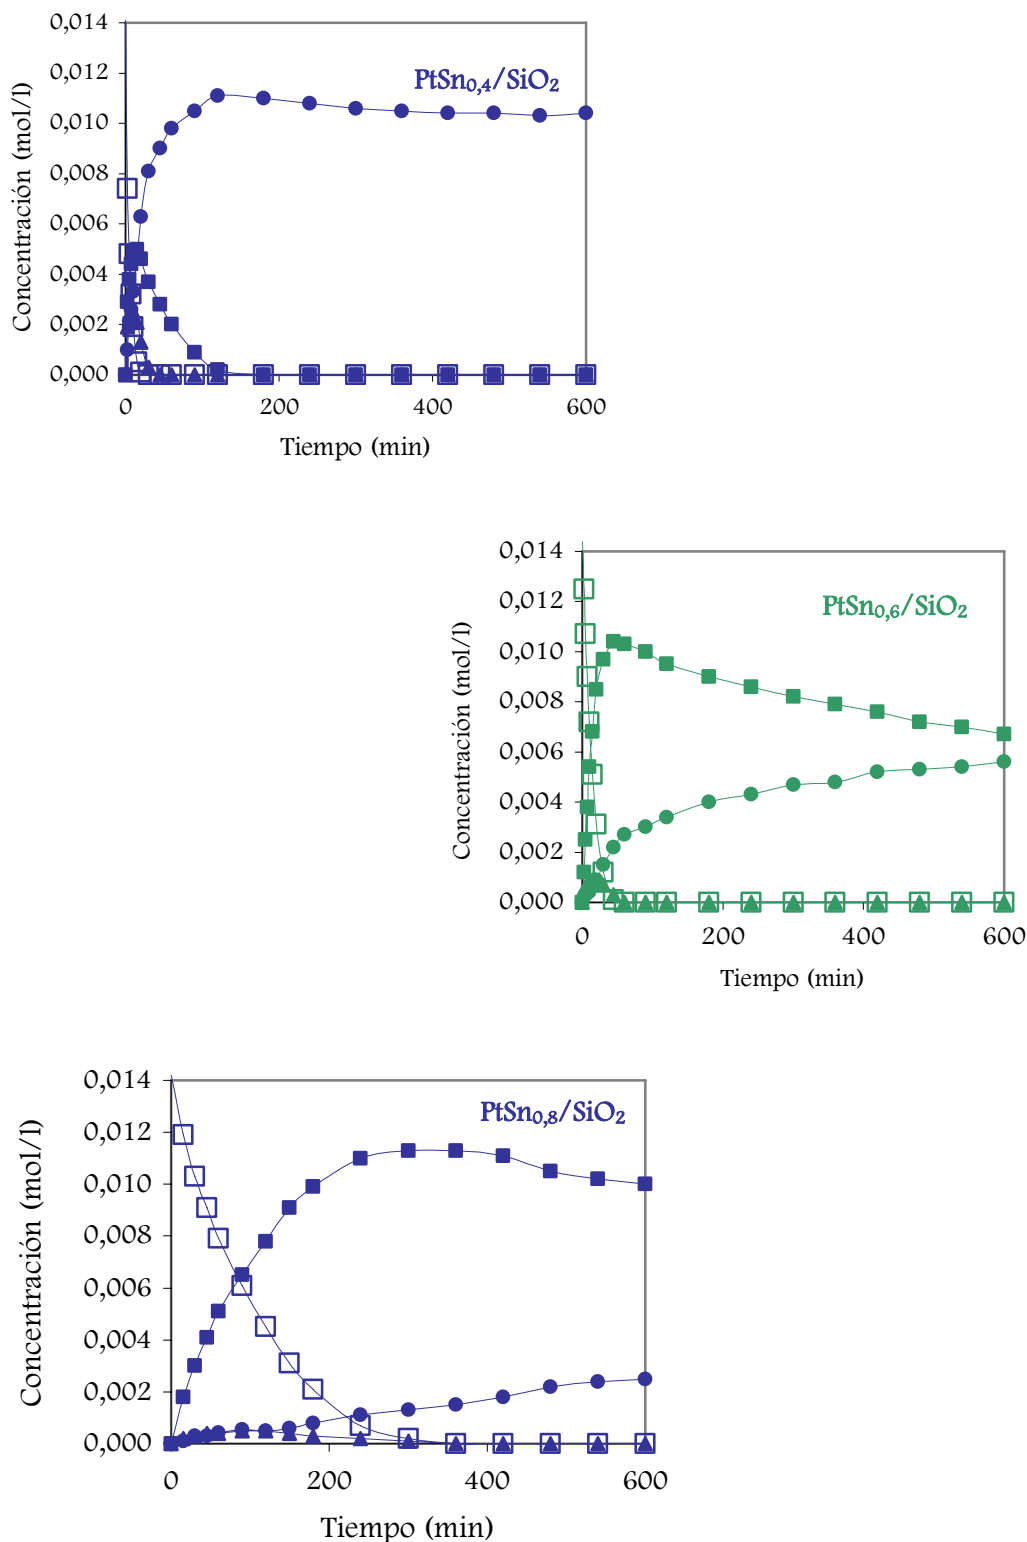 0,014
PtSn0,4/SiO2
0,012
0,010
0,008
0,006
0,004
0,002
0,000
Concentración (mol/l)
0 200 400 600
Tiempo (min)
0,014
PtSn0,6/SiO2
0,012
0,010
0,008
0,006
0,004
0,002
0,000
Concentración (mol/l)
0 200 400 600
Tiempo (min)
0,014
PtSn0,8/SiO2
0,012
0,010
0,008
0,006
0,004
0,002
0,000
Concentración (mol/l)
0 200 400 600
Tiempo (min)